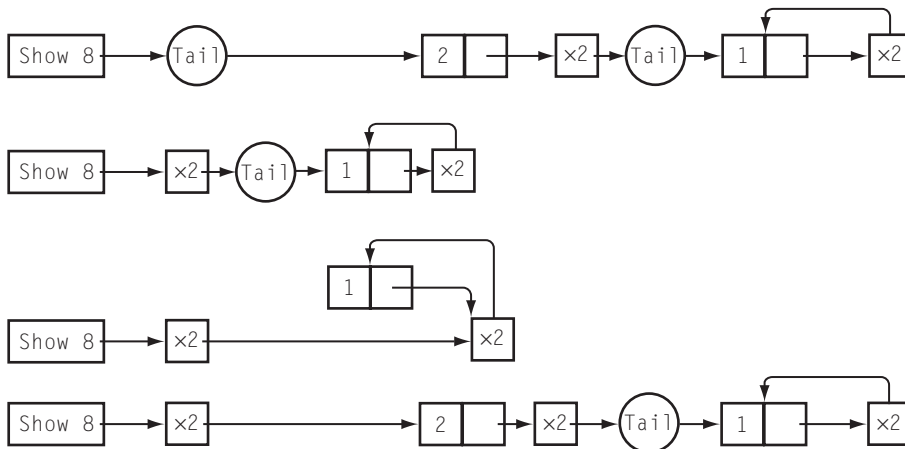 Show 8 Tail 2 ×2 Tail 1 ×2
Show 8 ×2 Tail 1 ×2
1
Show 8 ×2 ×2
Show 8 ×2 2 ×2 Tail 1 ×2